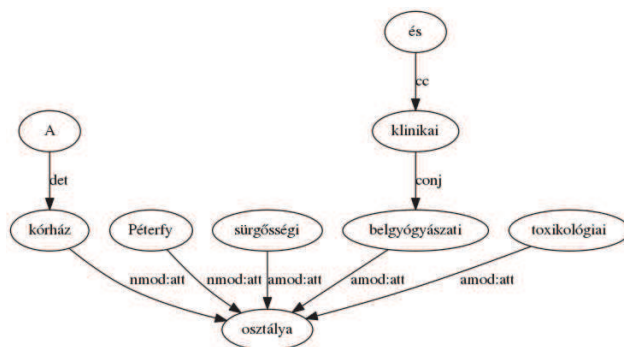 és
cc
A
klinikai
det
conj
kórház Péterfy sürgősségi belgyógyászati toxikológiai
nmod:att nmod:att amod:att amod:att amod:att
osztálya